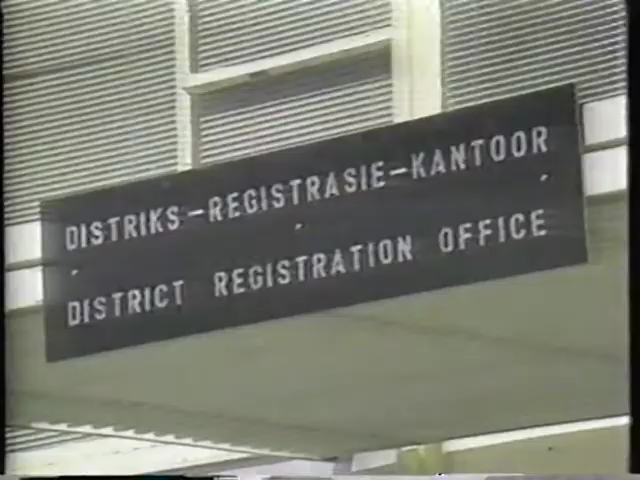 DISTRIKS-REGISTRASIE-KANTOOR
DISTRICT REGISTRATION OFFICE